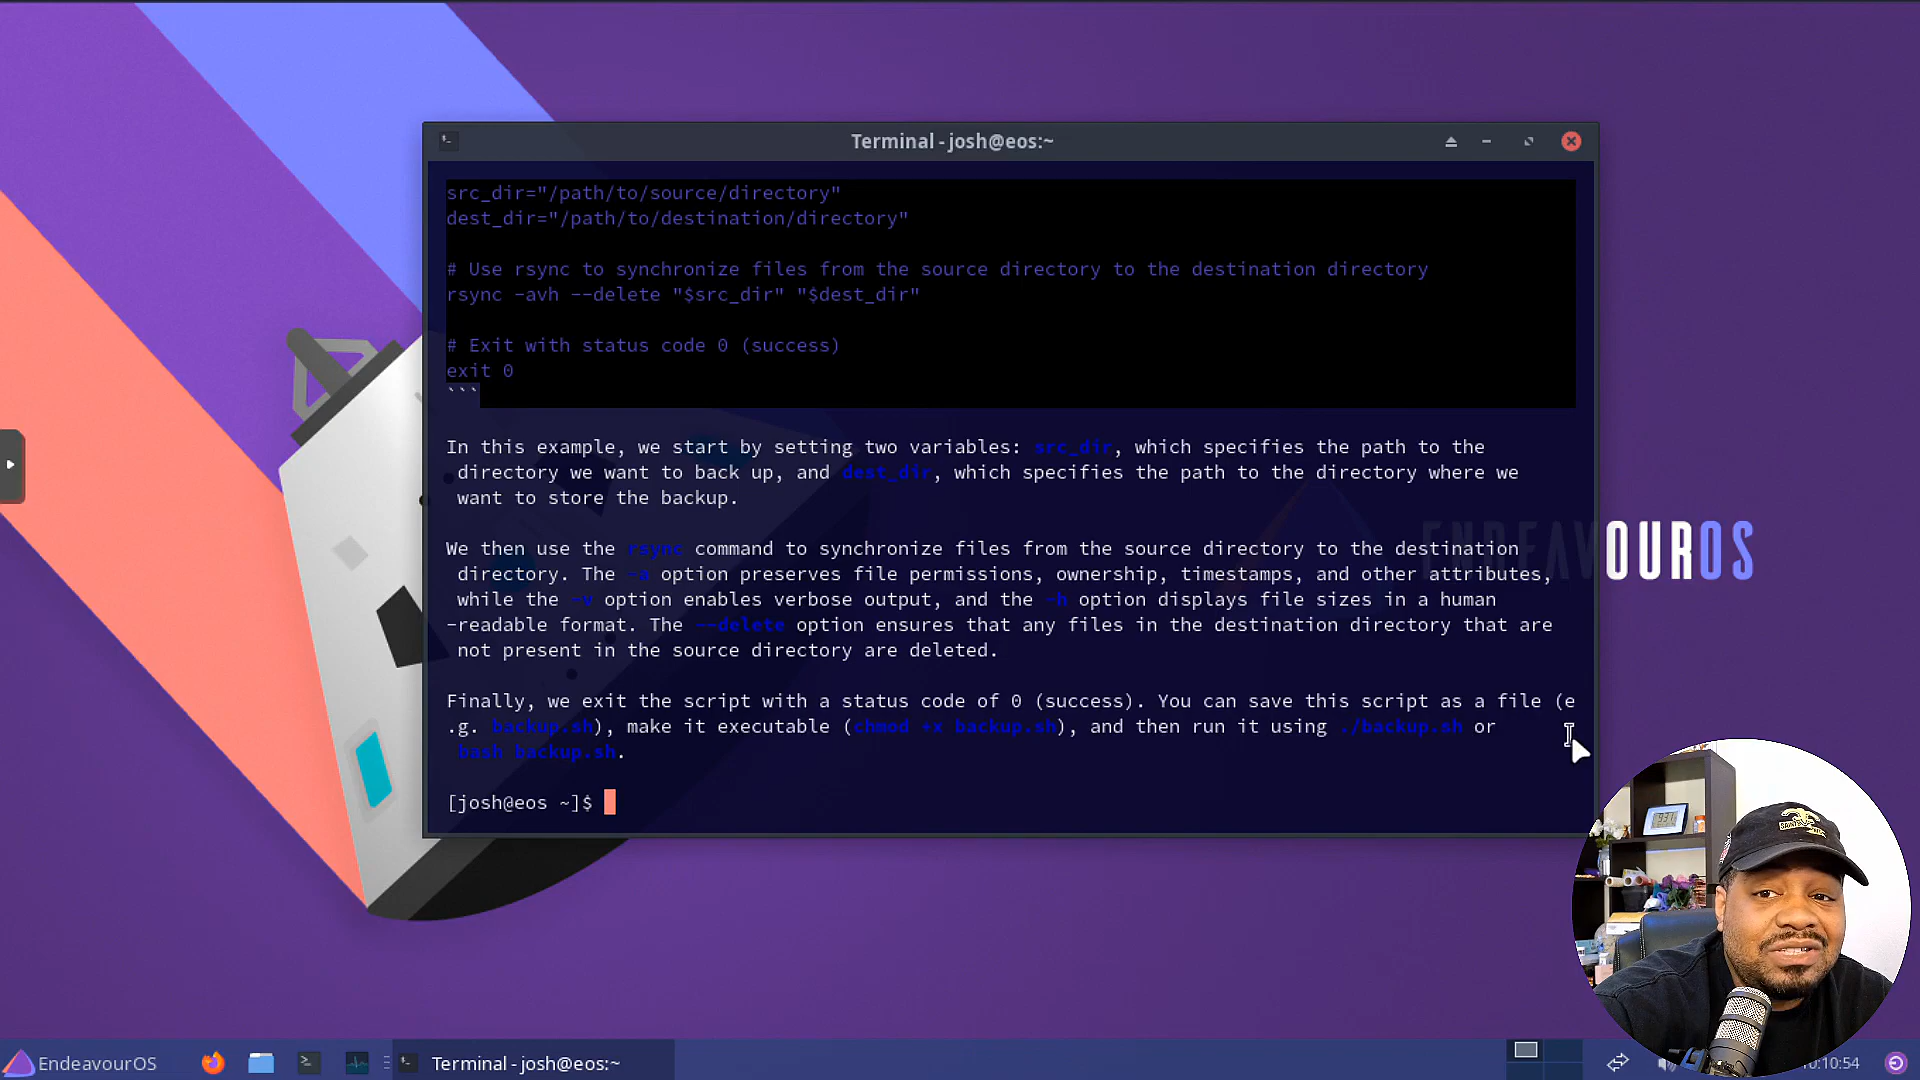 Terminal - josh@eos:~
src_dir="/path/to/source/directory"
dest_dir="/path/to/destination/directory"
# Use rsync to synchronize files from the source directory to the destination directory
rsync -avh --delete "$src_dir" "$dest_dir"
# Exit with status code 0 (success)
exit 0
```
In this example, we start by setting two variables: src_dir, which specifies the path to the
directory we want to back up, and dest_dir, which specifies the path to the directory where we
want to store the backup.
We then use the rsync command to synchronize files from the source directory to the destination
directory. The -a option preserves file permissions, ownership, timestamps, and other attributes,
while the -v option enables verbose output, and the -h option displays file sizes in a human
-readable format. The --delete option ensures that any files in the destination directory that are
not present in the source directory are deleted.
Finally, we exit the script with a status code of 0 (success). You can save this script as a file (e
.g. backup.sh), make it executable (chmod +x backup.sh), and then run it using ./backup.sh or
bash backup.sh.
[josh@eos ~]$
ENDEAVOUROS
EndeavourOS
Terminal - josh@eos:~